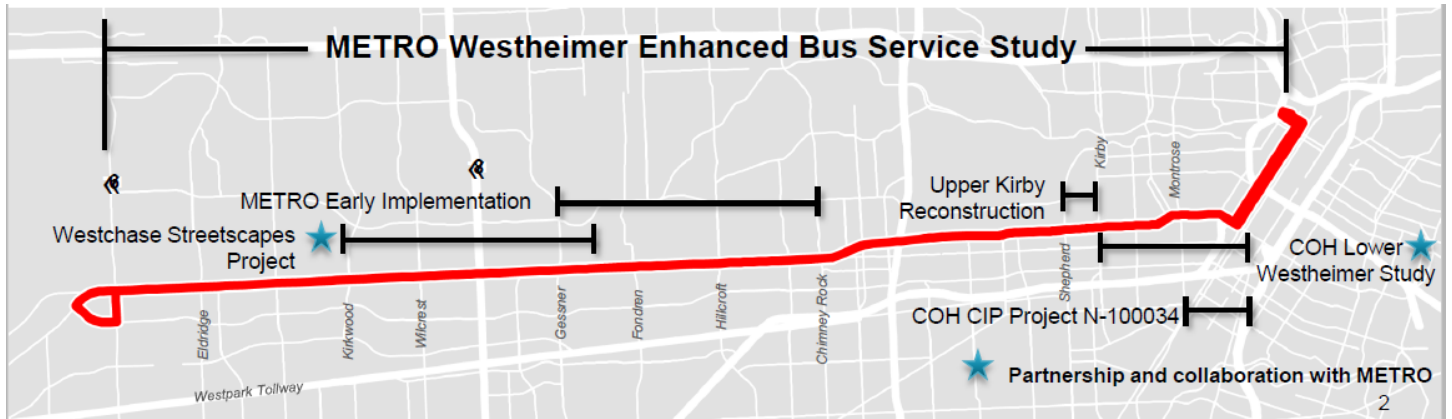 METRO Westheimer Enhanced Bus Service Study
Kirby
Montrose
METRO Early Implementation
Upper Kirby
Reconstruction
Westchase Streetscapes
Project
COH Lower
Westheimer Study
Shepherd
Eldridge
Kirkwood
Wilcrest
Gessner
Fondren
Hillcroft
Chimney Rock
COH CIP Project N-100034
Westpark Tollway
Partnership and collaboration with METRO
2